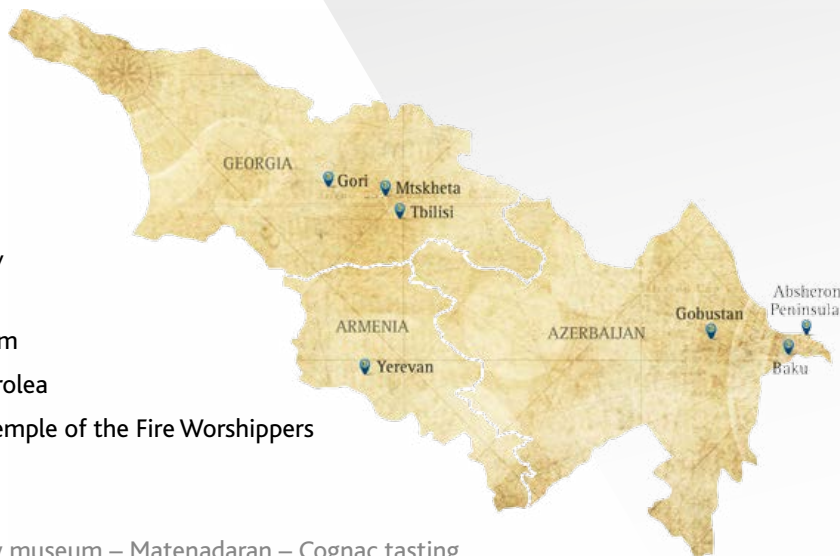 GEORGIA
Gori
Mtskheta
Tbilisi
Absheron
Peninsula
Gobustan
ARMENIA
AZERBAIJAN
Yerevan
Baku
emple of the Fire Worshippers
museum – Matenadaran – Cognac tasting